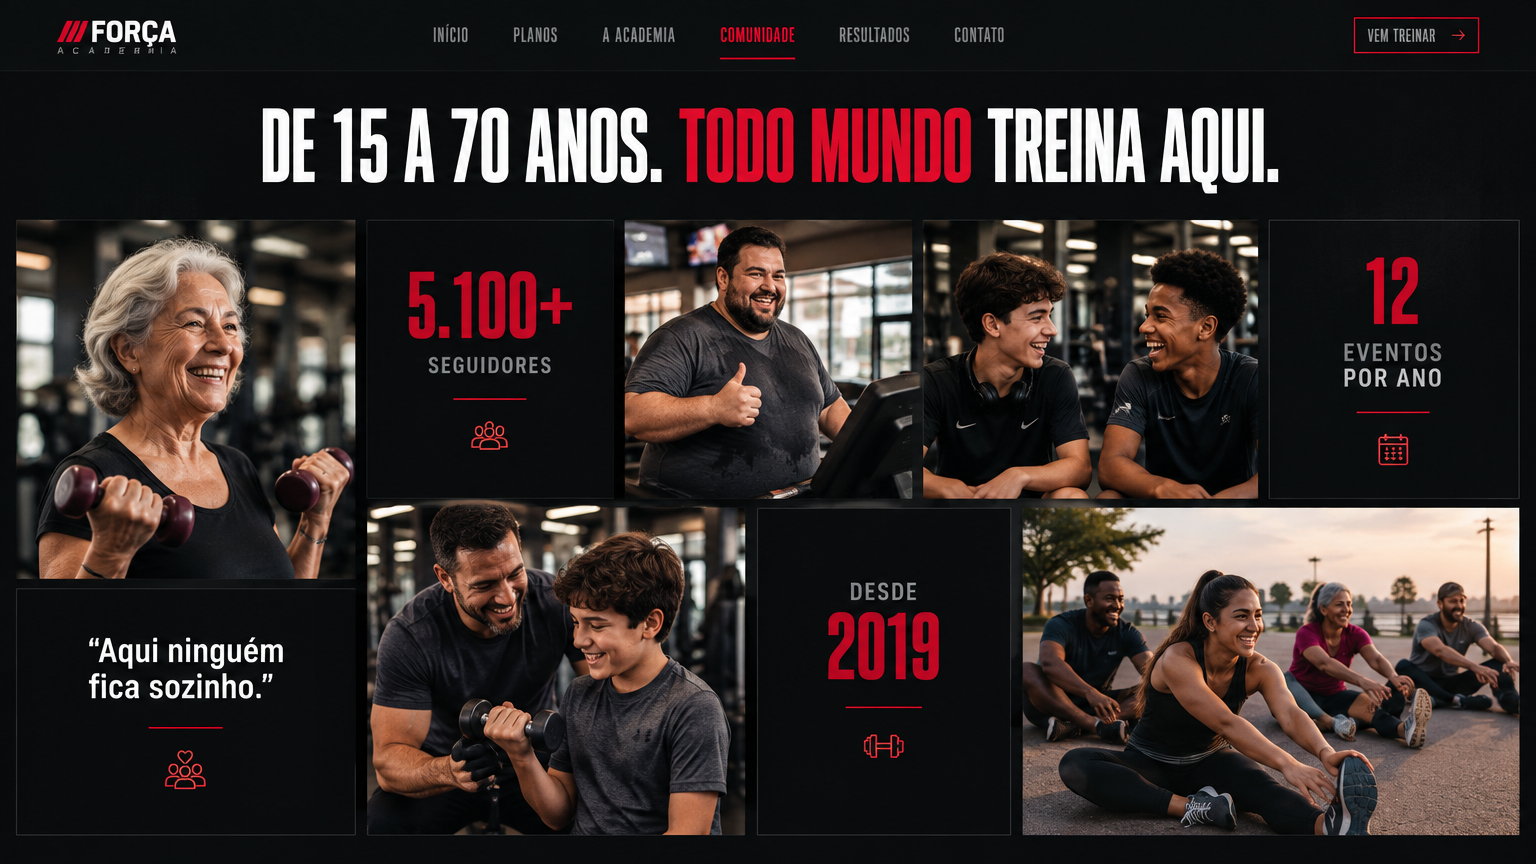 FORÇA
ACADEMIA
INÍCIO
PLANOS
A ACADEMIA
COMUNIDADE
RESULTADOS
CONTATO
VEM TREINAR
DE 15 A 70 ANOS. TODO MUNDO TREINA AQUI.
5.100+
SEGUIDORES
12
EVENTOS
POR ANO
“Aqui ninguém
fica sozinho.”
DESDE
2019